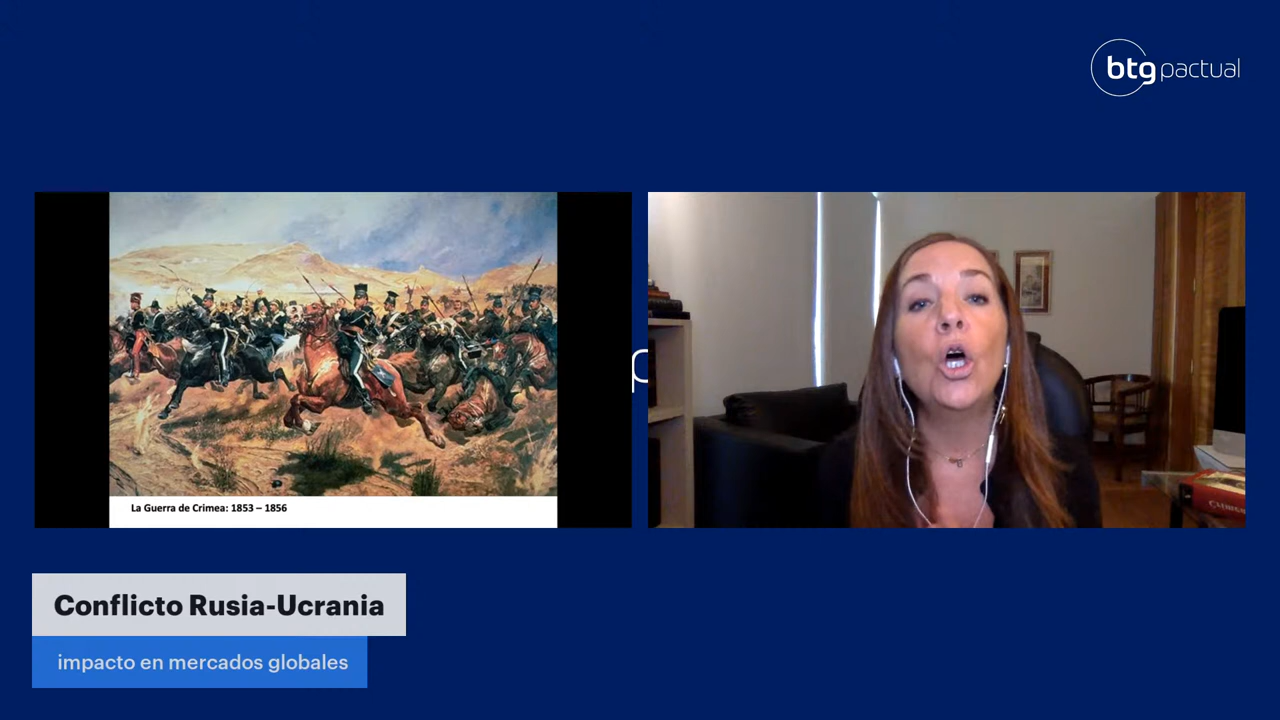 btg pactual
La Guerra de Crimea: 1853 – 1856
p
Conflicto Rusia-Ucrania
impacto en mercados globales